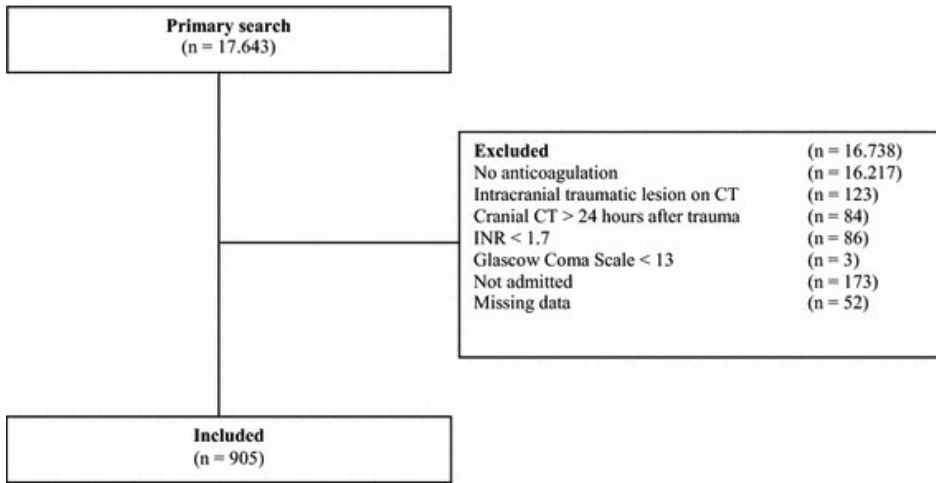 Primary search
(n = 17.643)
Excluded (n = 16.738)
No anticoagulation (n = 16.217)
Intracranial traumatic lesion on CT (n = 123)
Cranial CT > 24 hours after trauma (n = 84)
INR < 1.7 (n = 86)
Glascow Coma Scale < 13 (n = 3)
Not admitted (n = 173)
Missing data (n = 52)
Included
(n = 905)